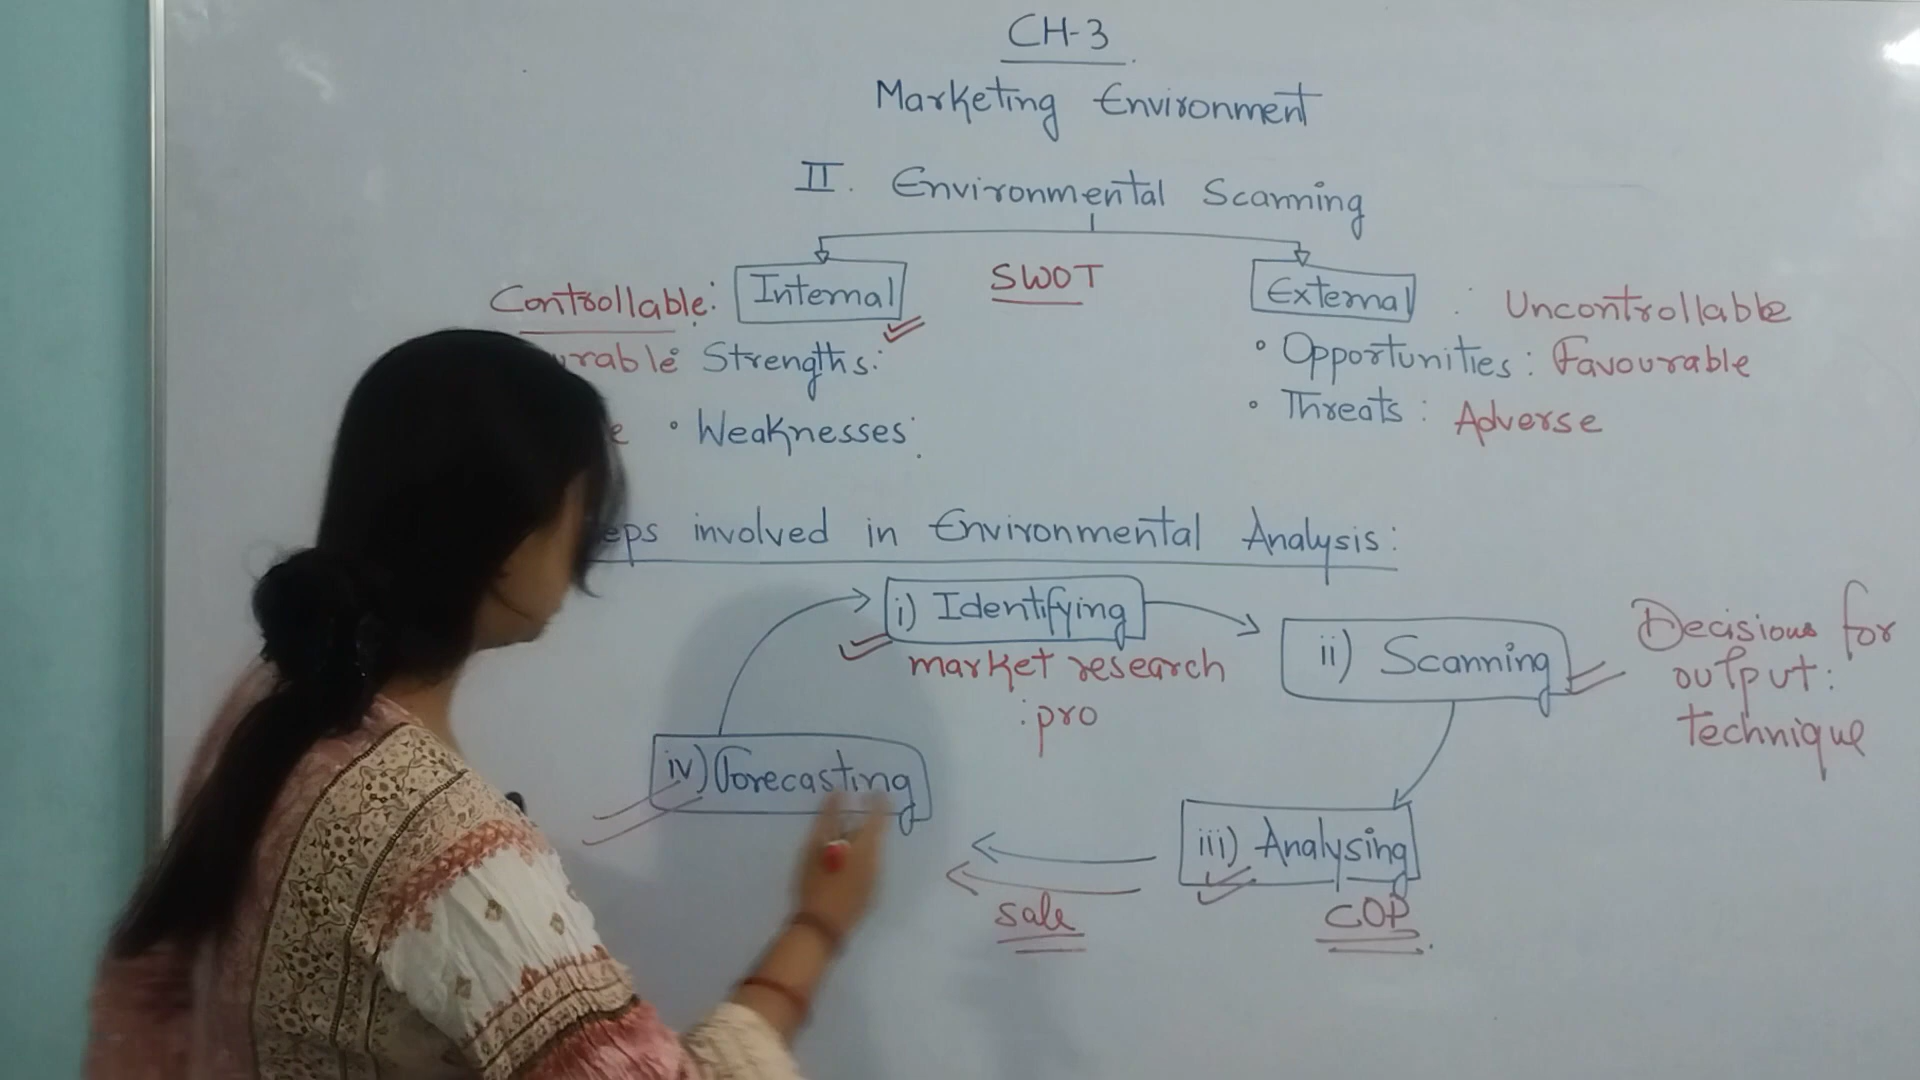 CH-3
Marketing Environment
II. Environmental Scanning
Controllable: Internal SWOT External : Uncontrollable
Strengths: • Opportunities: Favourable
• Weaknesses: • Threats: Adverse
involved in Environmental Analysis:
i) Identifying
market research
: pro
ii) Scanning
Decisions for
output:
technique
iv) Forecasting
iii) Analysing
sale COP